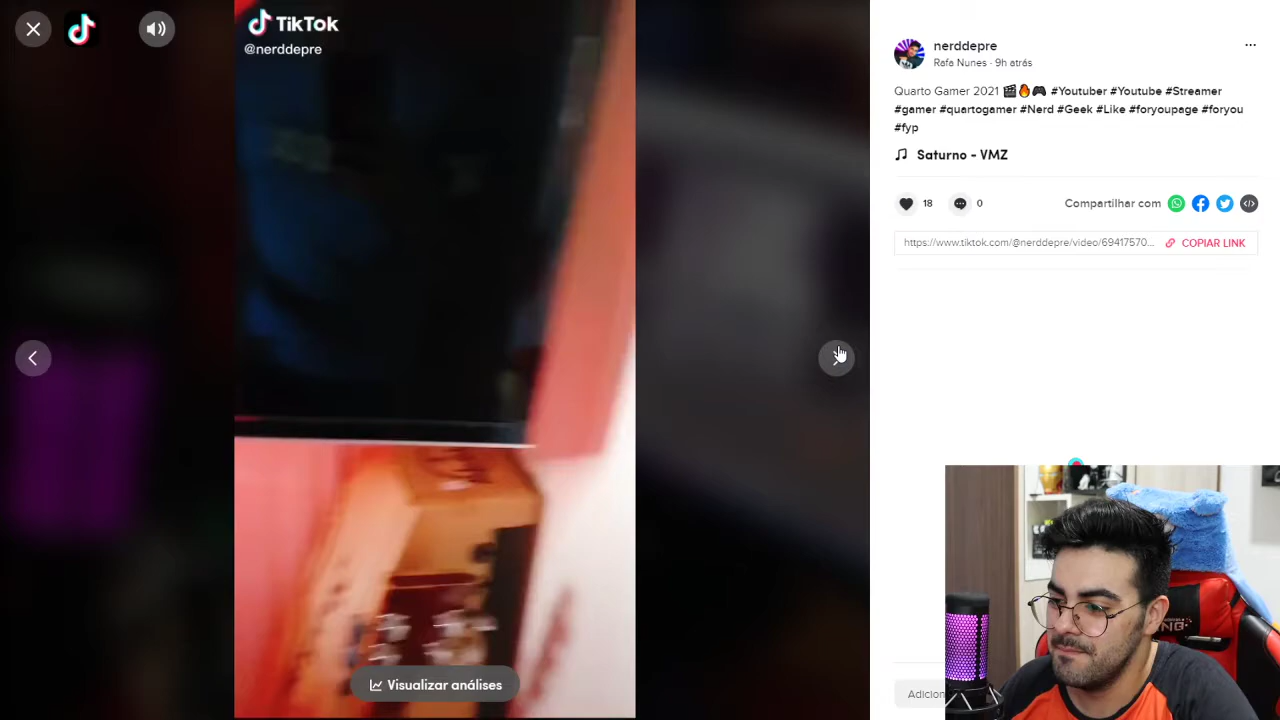 TikTok
@nerddepre
Visualizar análises
nerddepre
Rafa Nunes · 9h atrás
Quarto Gamer 2021 🎬🔥🎮 #Youtuber #Youtube #Streamer
#gamer #quartogamer #Nerd #Geek #Like #foryoupage #foryou
#fyp
Saturno - VMZ
18
0
Compartilhar com
https://www.tiktok.com/@nerddepre/video/69417570...
COPIAR LINK
Adicion